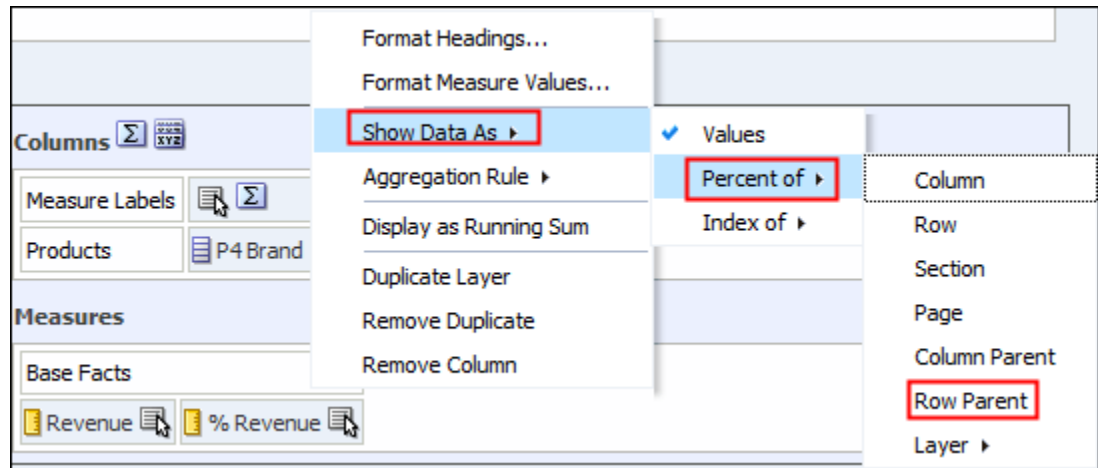 Format Headings...
Format Measure Values...
Show Data As
Aggregation Rule
Display as Running Sum
Duplicate Layer
Remove Duplicate
Remove Column
Values
Percent of
Index of
Column
Row
Section
Page
Column Parent
Row Parent
Layer
Columns Σ XYZ
Measure Labels Σ
Products P4 Brand
Measures
Base Facts
Revenue % Revenue